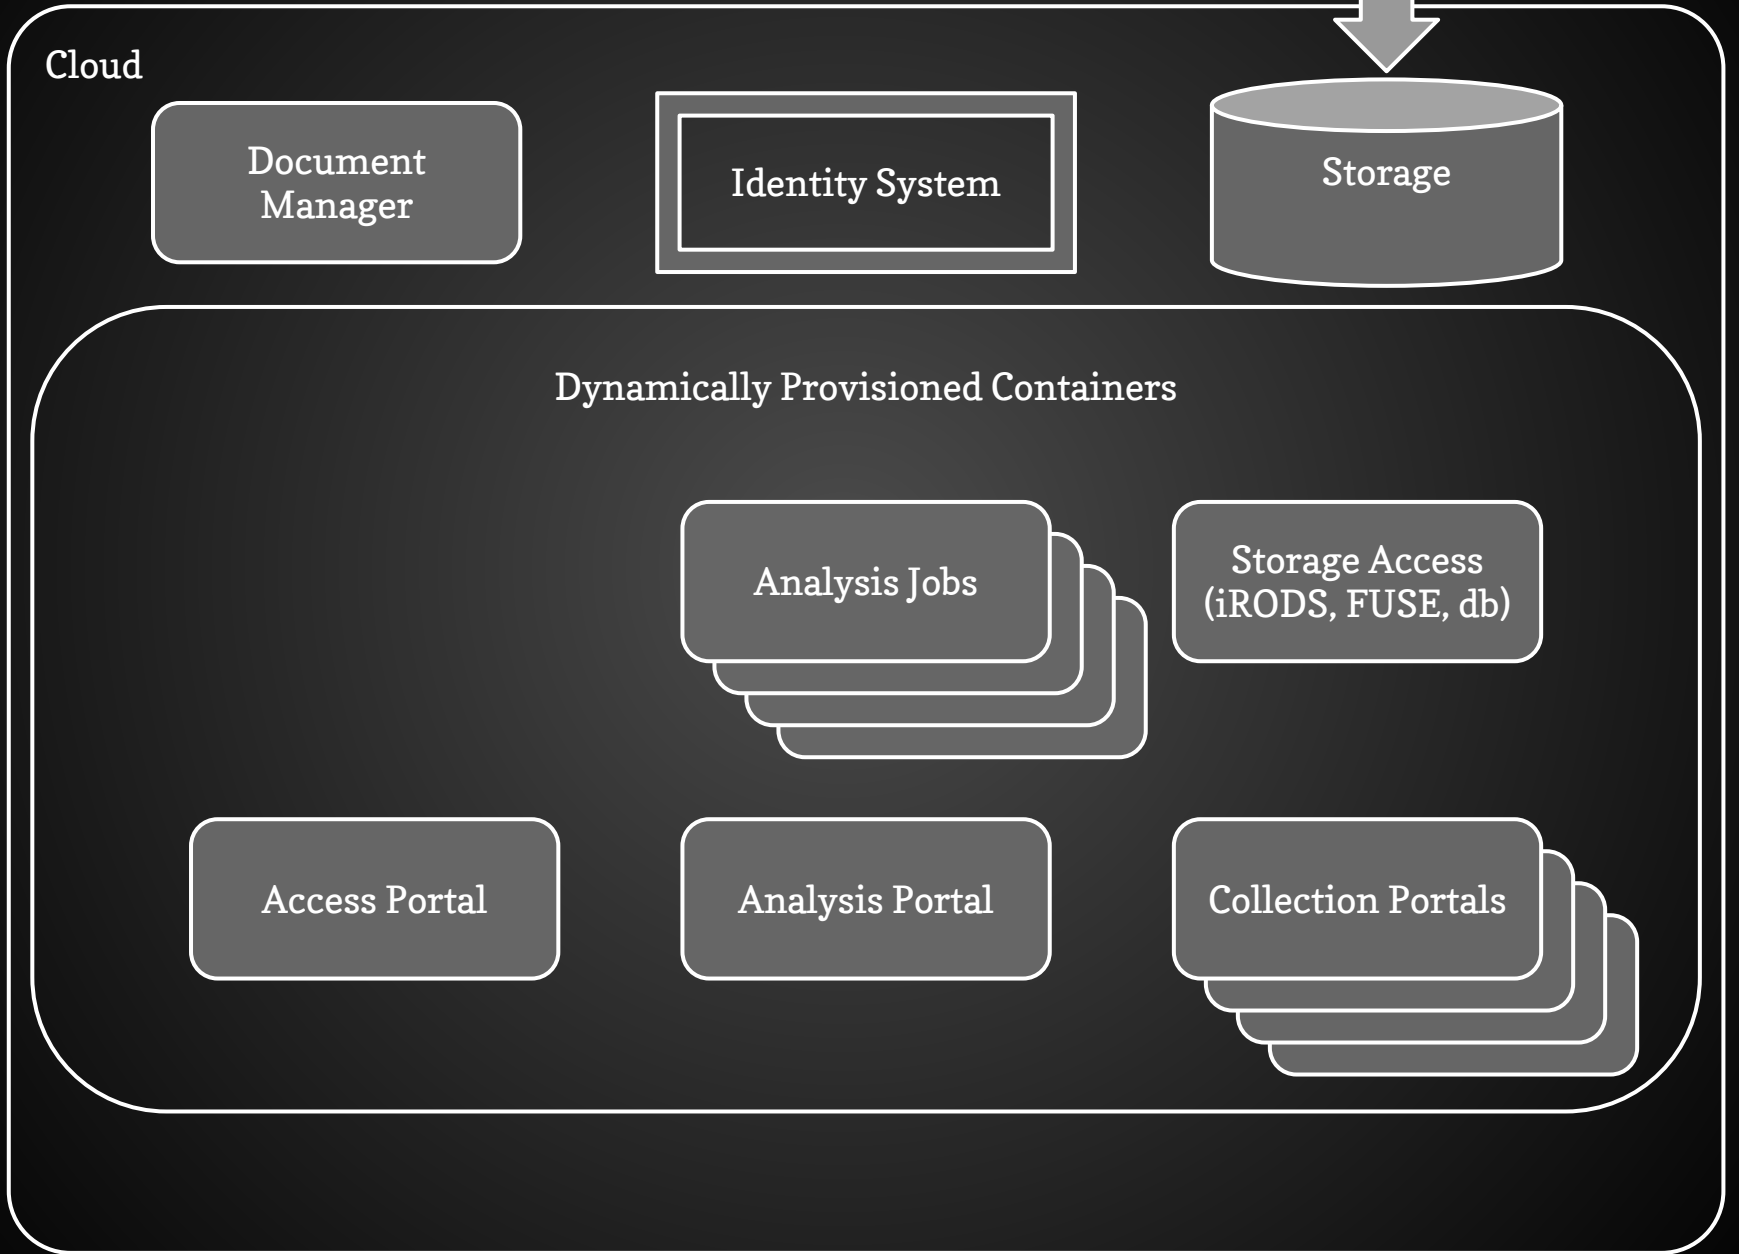 Cloud
Document
Manager
Identity System
Storage
Dynamically Provisioned Containers
Analysis Jobs
Storage Access
(iRODS, FUSE, db)
Access Portal
Analysis Portal
Collection Portals